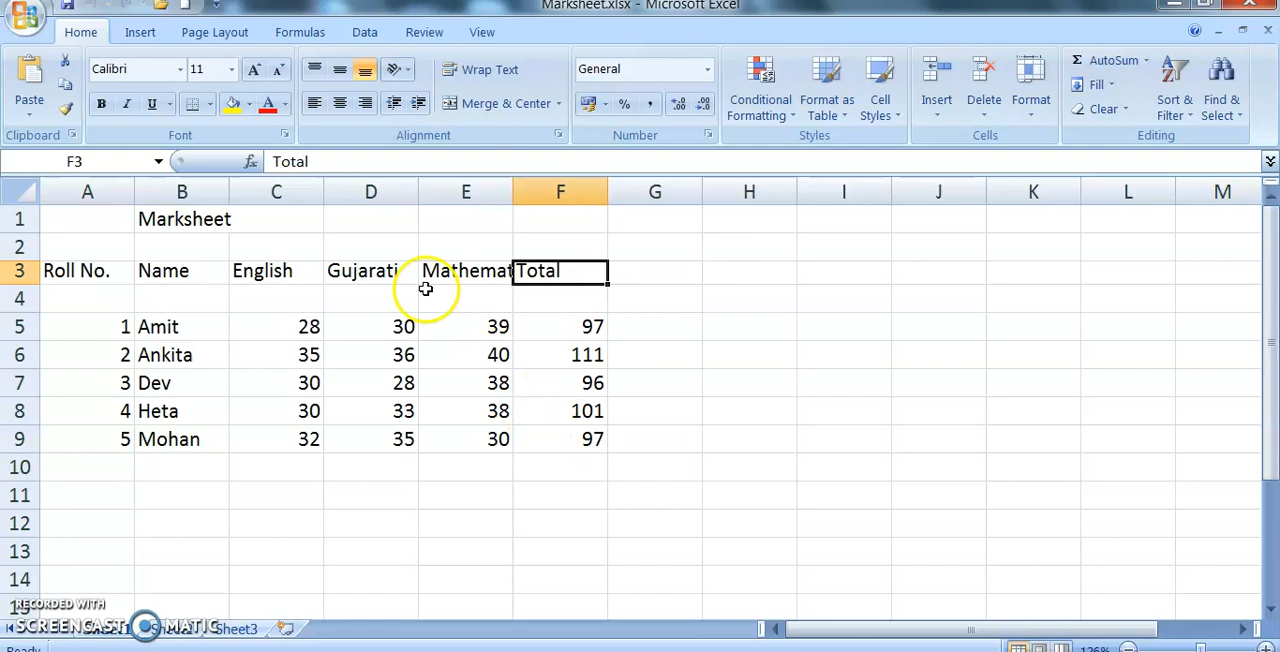 Marksheet.xlsx - Microsoft Excel
Home Insert Page Layout Formulas Data Review View
Calibri 11 Wrap Text General AutoSum
Paste B I U Merge & Center % , Conditional Formatting Format as Table Cell Styles Insert Delete Format Fill Clear Sort & Filter Find & Select
Clipboard Font Alignment Number Styles Cells Editing
F3 fx Total
A B C D E F G H I J K L M
1 Marksheet
2
3 Roll No. Name English Gujarati Mathemat Total
4
5 1 Amit 28 30 39 97
6 2 Ankita 35 36 40 111
7 3 Dev 30 28 38 96
8 4 Heta 30 33 38 101
9 5 Mohan 32 35 30 97
10
11
12
13
14
RECORDED WITH
SCREENCAST MATIC
Sheet3
Ready 126%